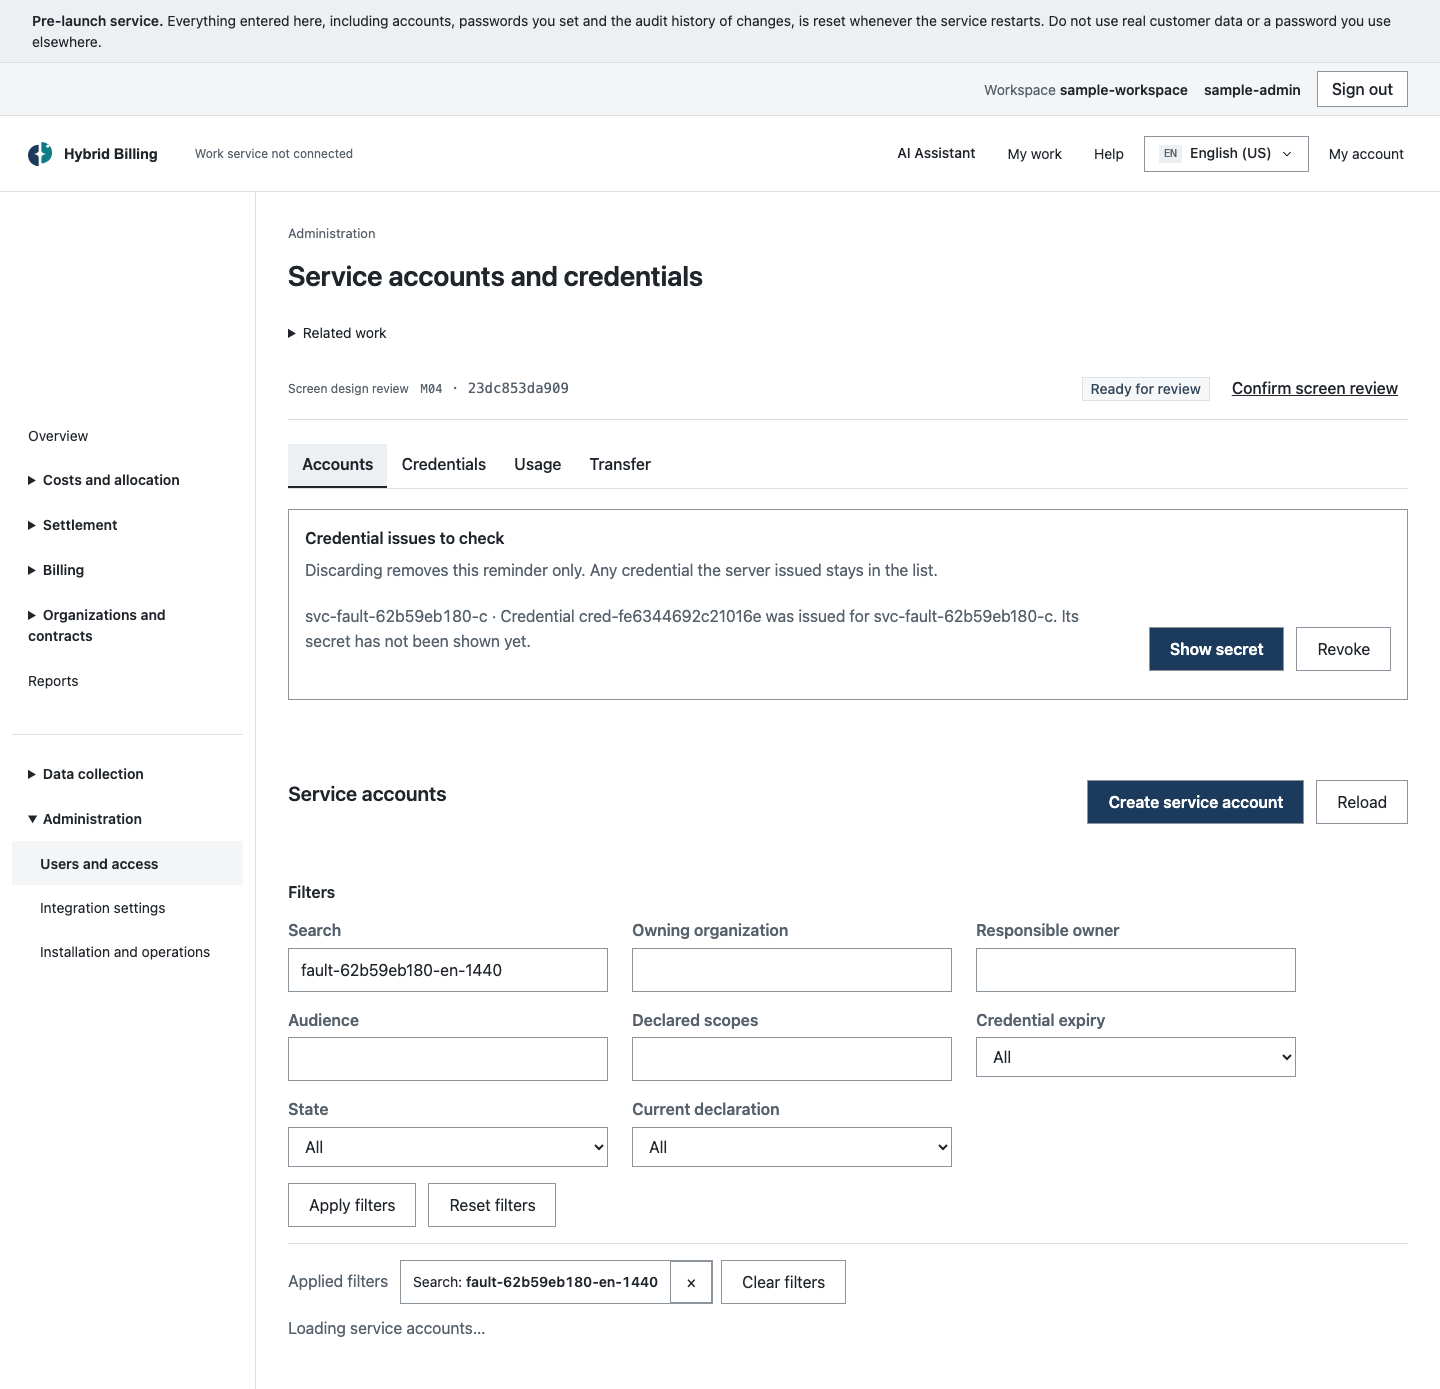 Pre-launch service. Everything entered here, including accounts, passwords you set and the audit history of changes, is reset whenever the service restarts. Do not use real customer data or a password you use
elsewhere.
Workspace sample-workspace sample-admin Sign out
Hybrid Billing Work service not connected AI Assistant My work Help EN English (US) My account
Administration
Service accounts and credentials
Related work
Screen design review M04 · 23dc853da909 Ready for review Confirm screen review
Overview
Costs and allocation
Settlement
Billing
Organizations and
contracts
Reports
Data collection
Administration
Users and access
Integration settings
Installation and operations
Accounts Credentials Usage Transfer
Credential issues to check
Discarding removes this reminder only. Any credential the server issued stays in the list.
svc-fault-62b59eb180-c · Credential cred-fe6344692c21016e was issued for svc-fault-62b59eb180-c. Its
secret has not been shown yet.
Show secret Revoke
Service accounts Create service account Reload
Filters
Search Owning organization Responsible owner
fault-62b59eb180-en-1440
Audience Declared scopes Credential expiry
All
State Current declaration
All All
Apply filters Reset filters
Applied filters Search: fault-62b59eb180-en-1440 × Clear filters
Loading service accounts...